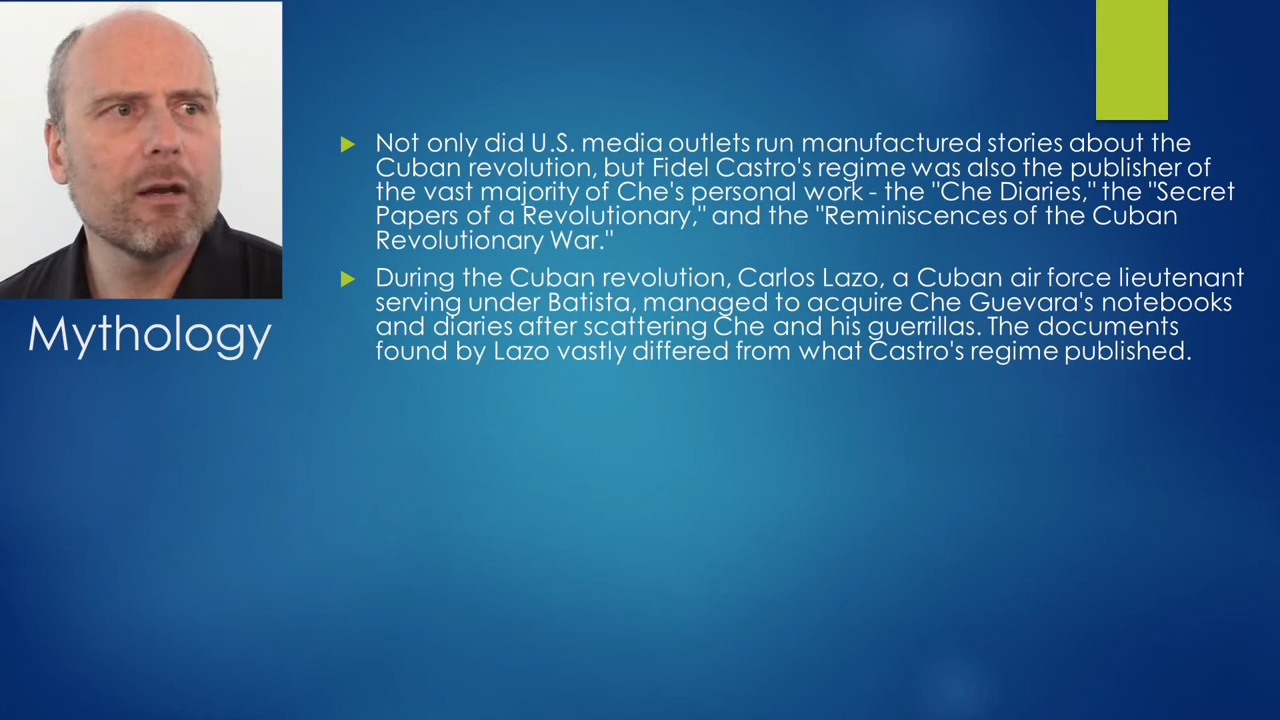 Not only did U.S. media outlets run manufactured stories about the
Cuban revolution, but Fidel Castro's regime was also the publisher of
the vast majority of Che's personal work - the "Che Diaries," the "Secret
Papers of a Revolutionary," and the "Reminiscences of the Cuban
Revolutionary War."
During the Cuban revolution, Carlos Lazo, a Cuban air force lieutenant
serving under Batista, managed to acquire Che Guevara's notebooks
and diaries after scattering Che and his guerrillas. The documents
found by Lazo vastly differed from what Castro's regime published.
Mythology